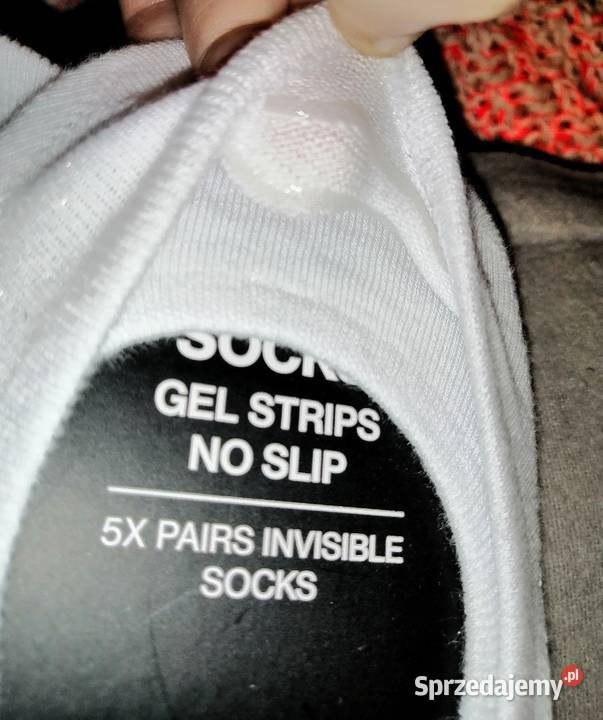 GEL STRIPS
NO SLIP
5X PAIRS INVISIBLE
SOCKS
Sprzedajemy.pl